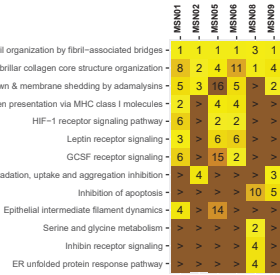 MSN01 MSN02 MSN05 MSN06 MSN08 MSN09
organization by fibril−associated bridges 1 1 1 1 3 1
collagen core structure organization 8 2 4 11 1 4
& membrane shedding by adamalysins 5 3 16 5 > 2
presentation via MHC class I molecules 2 > 4 4 > >
HIF−1 receptor signaling pathway 6 > 2 2 > >
Leptin receptor signaling 3 > 6 6 > >
GCSF receptor signaling 6 > 15 2 > >
uptake and aggregation inhibition > 4 > > > 3
Inhibition of apoptosis > > > > 10 5
Epithelial intermediate filament dynamics 4 > 14 > > >
Serine and glycine metabolism > > > > 2 >
Inhibin receptor signaling > > > > 4 >
ER unfolded protein response pathway > > > > 4 >